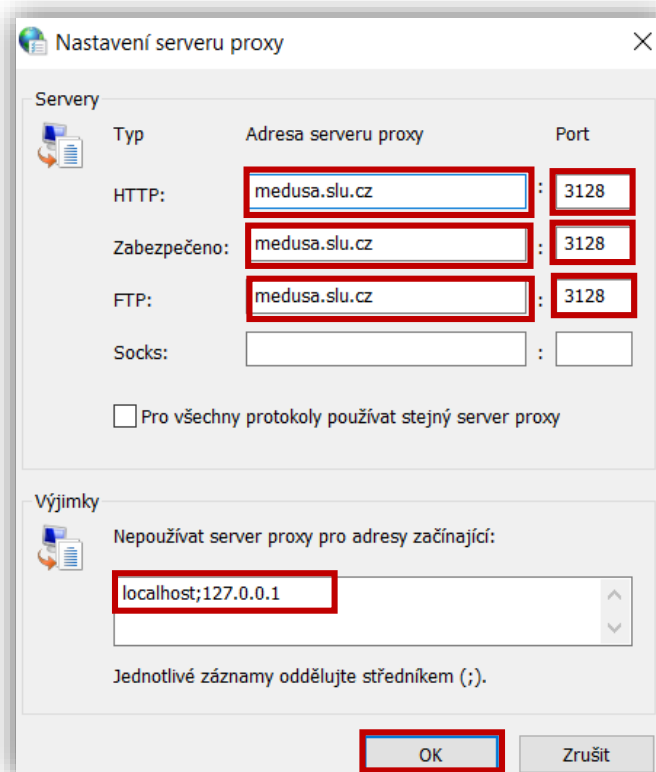 Nastavení serveru proxy
Servery
Typ Adresa serveru proxy Port
HTTP: medusa.slu.cz : 3128
Zabezpečeno: medusa.slu.cz : 3128
FTP: medusa.slu.cz : 3128
Socks: :
Pro všechny protokoly používat stejný server proxy
Výjimky
Nepoužívat server proxy pro adresy začínající:
localhost;127.0.0.1
Jednotlivé záznamy oddělujte středníkem (;).
OK Zrušit